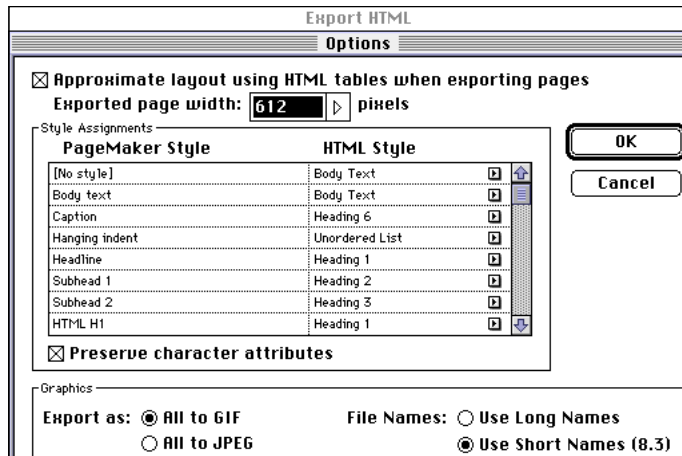 Export HTML
Options
Approximate layout using HTML tables when exporting pages
Exported page width: 612 pixels
Style Assignments
PageMaker Style HTML Style
[No style] Body Text
Body text Body Text
Caption Heading 6
Hanging indent Unordered List
Headline Heading 1
Subhead 1 Heading 2
Subhead 2 Heading 3
HTML H1 Heading 1
Preserve character attributes
OK
Cancel
Graphics
Export as: All to GIF File Names: Use Long Names
All to JPEG Use Short Names (8.3)